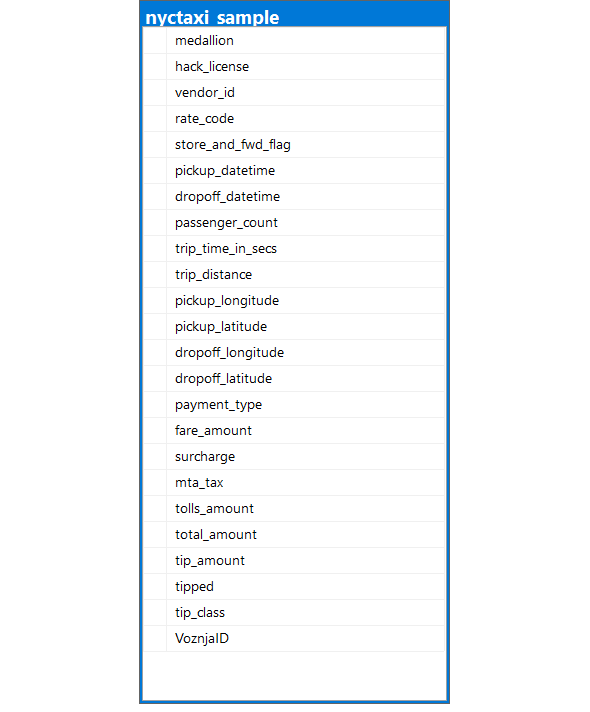 nyctaxi_sample
medallion
hack_license
vendor_id
rate_code
store_and_fwd_flag
pickup_datetime
dropoff_datetime
passenger_count
trip_time_in_secs
trip_distance
pickup_longitude
pickup_latitude
dropoff_longitude
dropoff_latitude
payment_type
fare_amount
surcharge
mta_tax
tolls_amount
total_amount
tip_amount
tipped
tip_class
VoznjaID